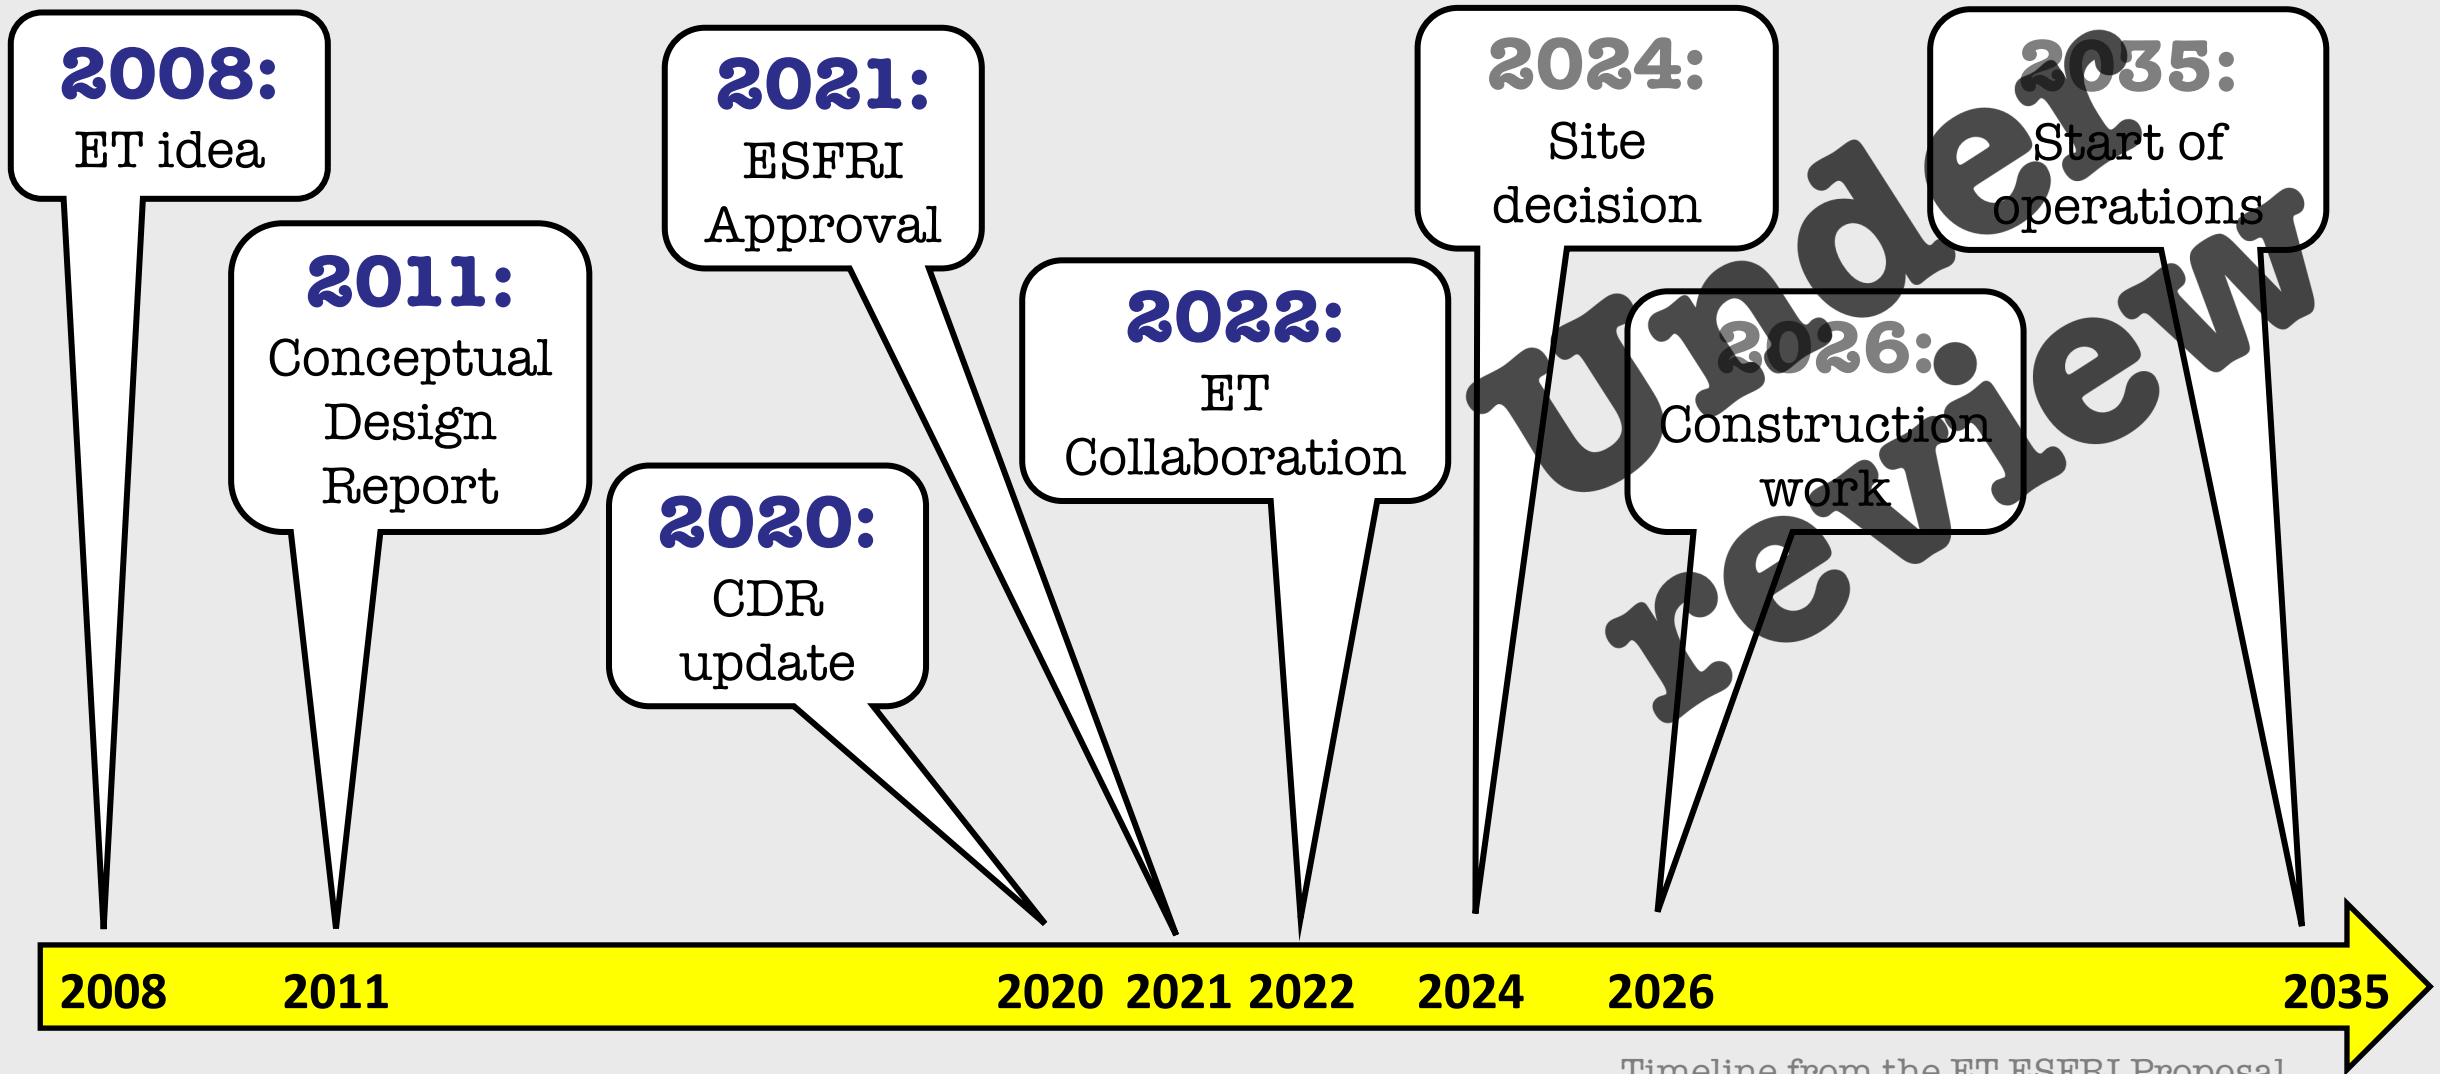 2008:
ET idea
2011:
Conceptual
Design
Report
2020:
CDR
update
2021:
ESFRI
Approval
2022:
ET
Collaboration
2024:
Site
decision
2026:
Construction
work
2035:
Start of
operations
Under
review
2008 2011 2020 2021 2022 2024 2026 2035
Timeline from the ET ESFRI Proposal